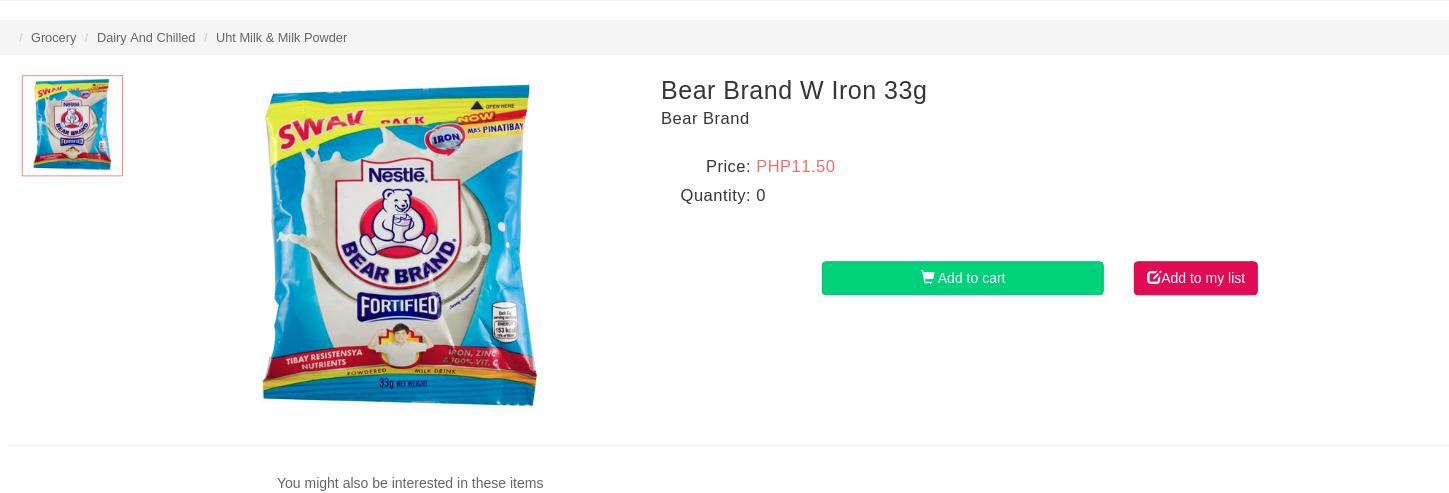 / Grocery / Dairy And Chilled / Uht Milk & Milk Powder
SWAK PACK
OPEN HERE
NOW
MAS PINATIBAY
IRON
Nestlé
BEAR BRAND
FORTIFIED
ENERGY
153 kcal
TIBAY RESISTENSYA
NUTRIENTS
IRON, ZINC
& 100% VIT. C
POWDERED MILK DRINK
33g NET WEIGHT
Bear Brand W Iron 33g
Bear Brand
Price: PHP11.50
Quantity: 0
Add to cart
Add to my list
You might also be interested in these items